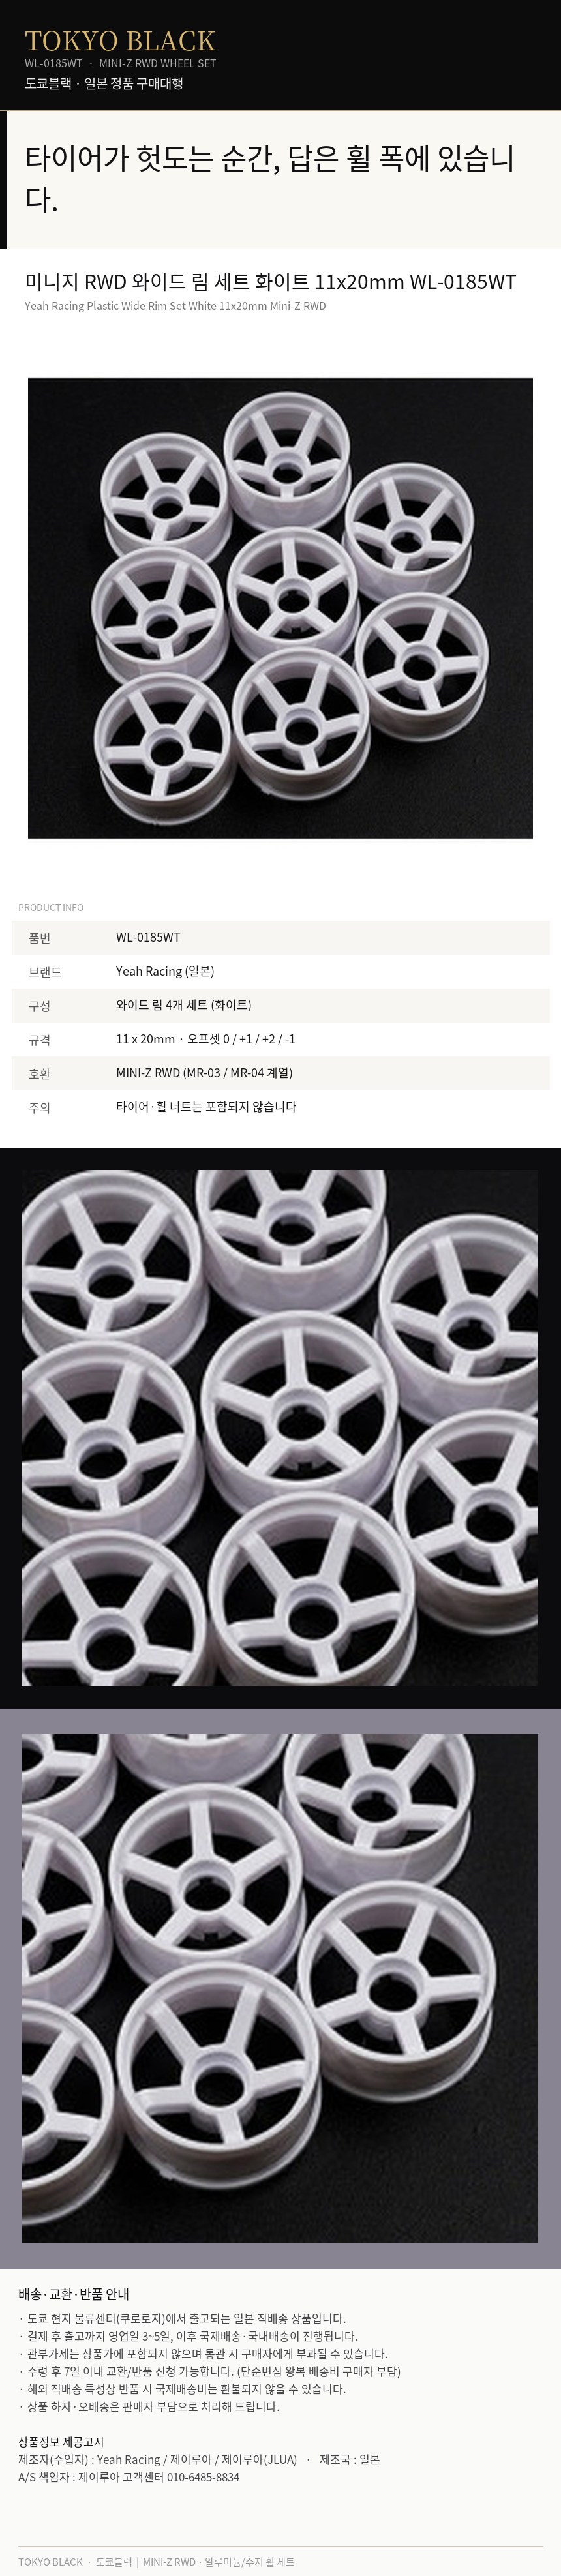 TOKYO BLACK
WL-0185WT · MINI-Z RWD WHEEL SET
도쿄블랙 · 일본 정품 구매대행
타이어가 헛도는 순간, 답은 휠 폭에 있습니
다.
미니지 RWD 와이드 림 세트 화이트 11x20mm WL-0185WT
Yeah Racing Plastic Wide Rim Set White 11x20mm Mini-Z RWD
PRODUCT INFO
품번 WL-0185WT
브랜드 Yeah Racing (일본)
구성 와이드 림 4개 세트 (화이트)
규격 11 x 20mm · 오프셋 0 / +1 / +2 / -1
호환 MINI-Z RWD (MR-03 / MR-04 계열)
주의 타이어·휠 너트는 포함되지 않습니다
배송·교환·반품 안내
· 도쿄 현지 물류센터(쿠로로지)에서 출고되는 일본 직배송 상품입니다.
· 결제 후 출고까지 영업일 3~5일, 이후 국제배송·국내배송이 진행됩니다.
· 관부가세는 상품가에 포함되지 않으며 통관 시 구매자에게 부과될 수 있습니다.
· 수령 후 7일 이내 교환/반품 신청 가능합니다. (단순변심 왕복 배송비 구매자 부담)
· 해외 직배송 특성상 반품 시 국제배송비는 환불되지 않을 수 있습니다.
· 상품 하자·오배송은 판매자 부담으로 처리해 드립니다.
상품정보 제공고시
제조자(수입자) : Yeah Racing / 제이루아 / 제이루아(JLUA) · 제조국 : 일본
A/S 책임자 : 제이루아 고객센터 010-6485-8834
TOKYO BLACK · 도쿄블랙 | MINI-Z RWD · 알루미늄/수지 휠 세트